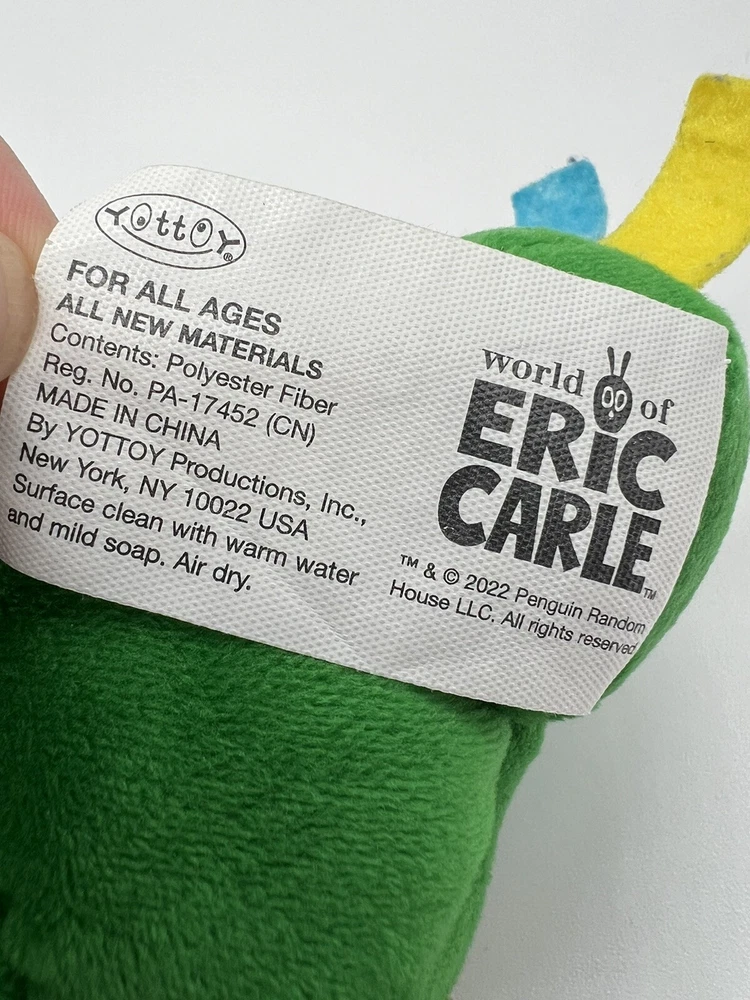 YOttOY®
FOR ALL AGES
ALL NEW MATERIALS
Contents: Polyester Fiber
Reg. No. PA-17452 (CN)
MADE IN CHINA
By YOTTOY Productions, Inc.,
New York, NY 10022 USA
Surface clean with warm water
and mild soap. Air dry.
world of
ERiC
CARLE™
™ & © 2022 Penguin Random
House LLC. All rights reserved